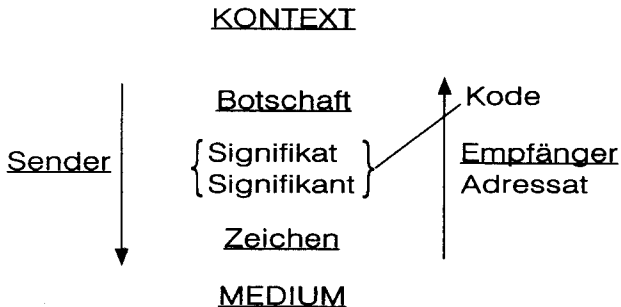 KONTEXT
Botschaft
Kode
Signifikat
Sender
Empfänger
Signifikant
Adressat
Zeichen
MEDIUM